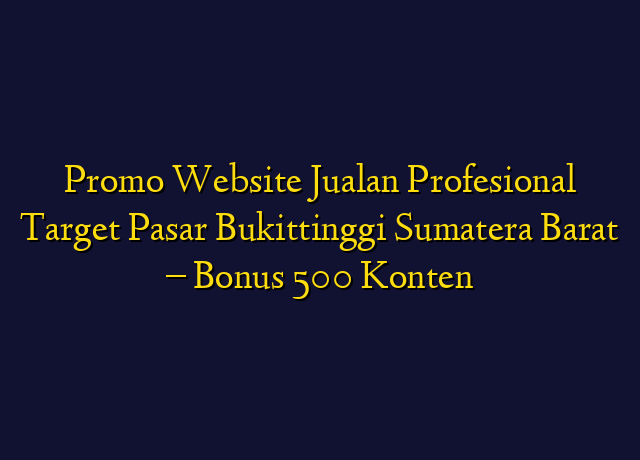 Promo Website Jualan Profesional
Target Pasar Bukittinggi Sumatera Barat
– Bonus 500 Konten